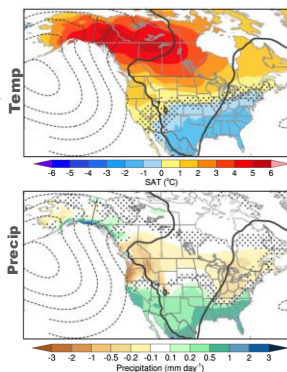 Temp
-6 -5 -4 -3 -2 -1 0 1 2 3 4 5 6
SAT (°C)
Precip
-3 -2 -1 -0.5 -0.2 -0.1 0.1 0.2 0.5 1 2 3
Precipitation (mm day⁻¹)